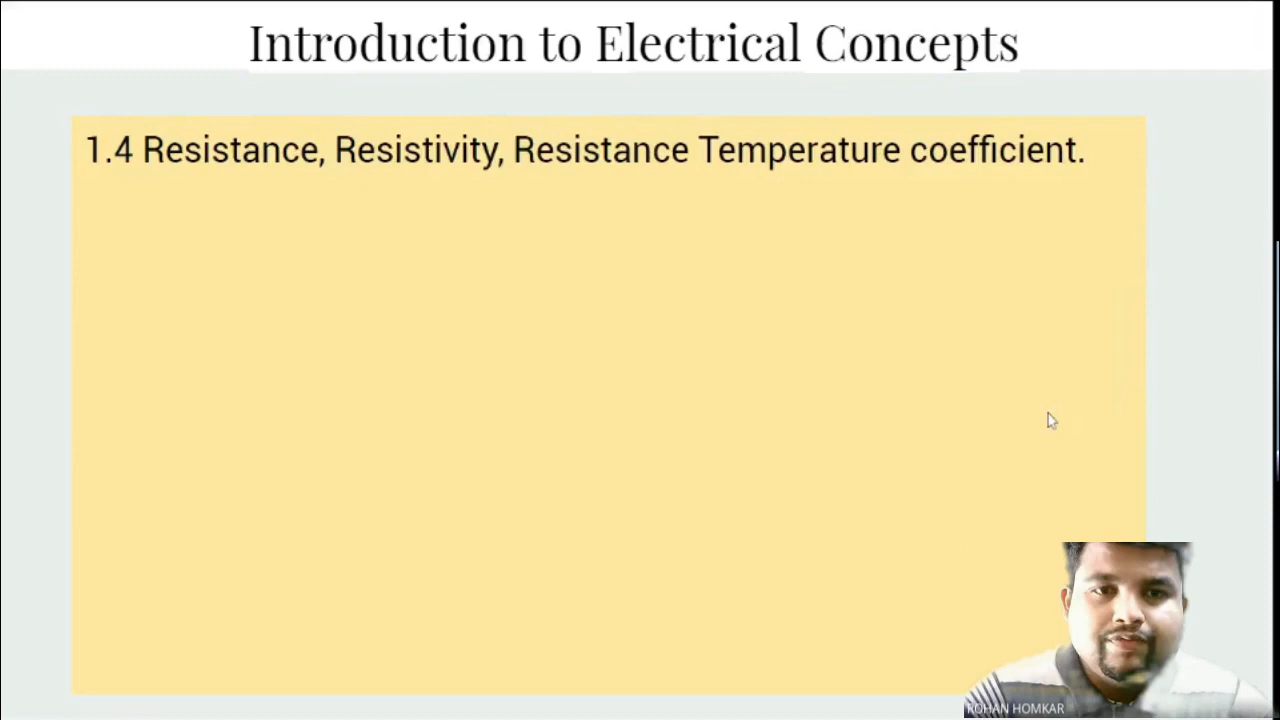 Introduction to Electrical Concepts
1.4 Resistance, Resistivity, Resistance Temperature coefficient.
ROHAN HOMKAR